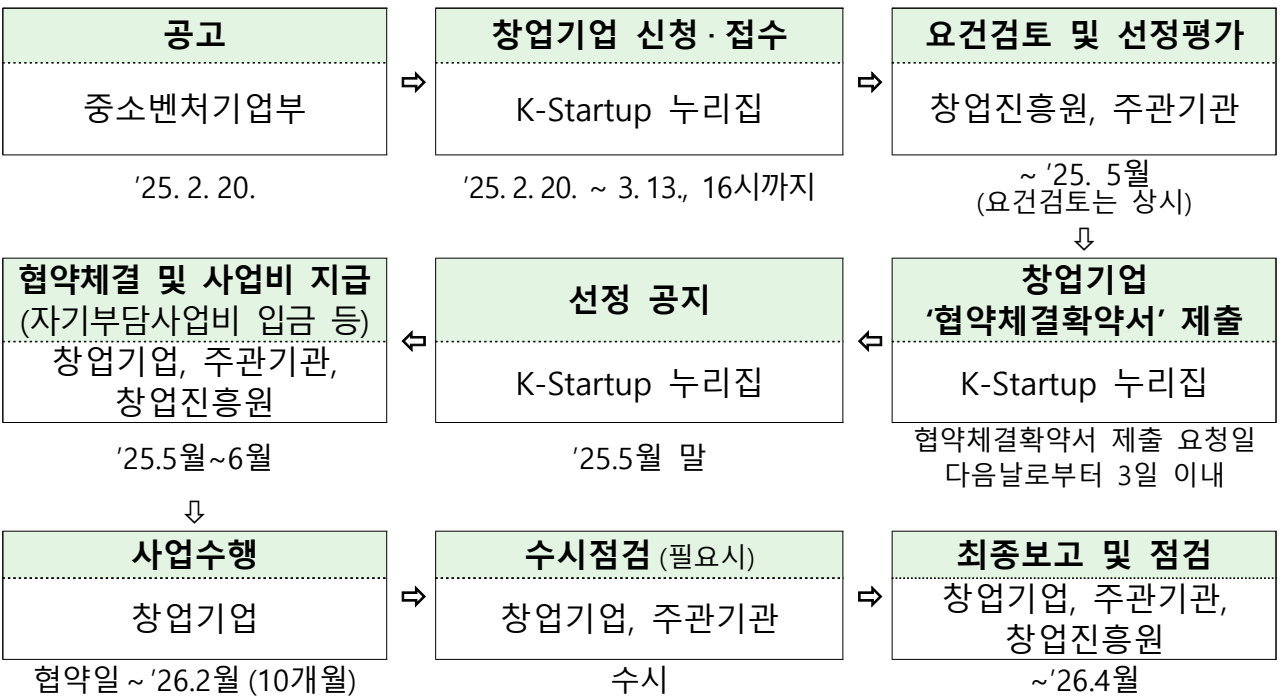 공고
중소벤처기업부
'25. 2. 20.
⇨
창업기업 신청 · 접수
K-Startup 누리집
'25. 2. 20. ~ 3. 13., 16시까지
⇨
요건검토 및 선정평가
창업진흥원, 주관기관
~ '25. 5월
(요건검토는 상시)
⇩
창업기업
'협약체결확약서' 제출
K-Startup 누리집
협약체결확약서 제출 요청일
다음날로부터 3일 이내
⇦
선정 공지
K-Startup 누리집
'25.5월 말
⇦
협약체결 및 사업비 지급
(자기부담사업비 입금 등)
창업기업, 주관기관,
창업진흥원
'25.5월~6월
⇩
사업수행
창업기업
협약일 ~ '26.2월 (10개월)
⇨
수시점검 (필요시)
창업기업, 주관기관
수시
⇨
최종보고 및 점검
창업기업, 주관기관,
창업진흥원
~'26.4월